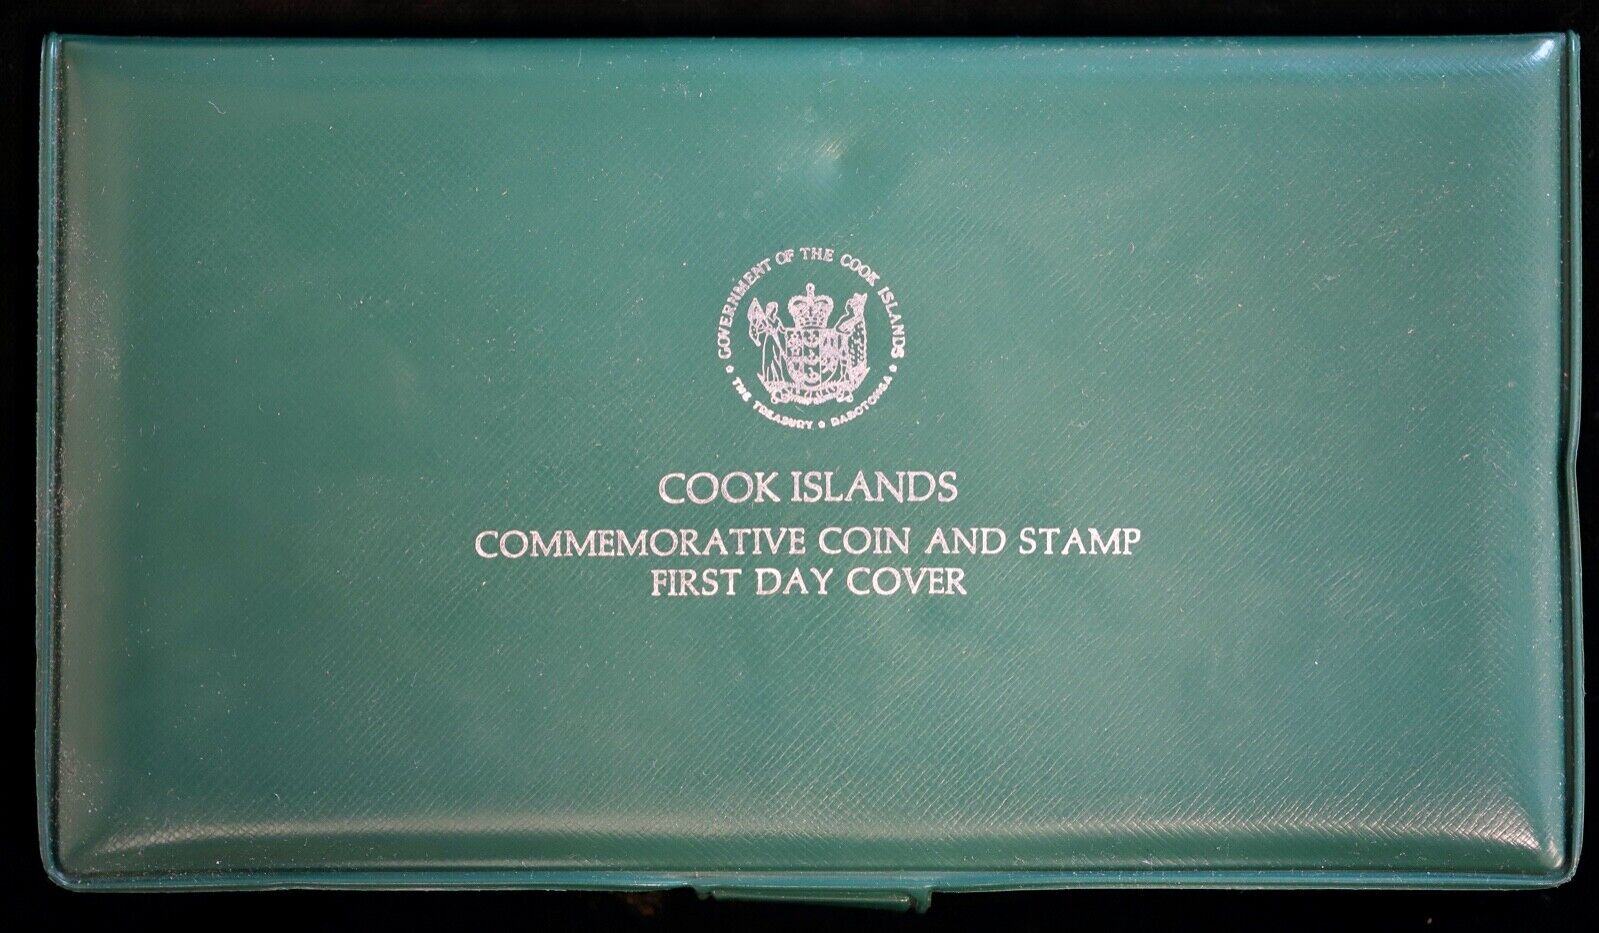 GOVERNMENT OF THE COOK ISLANDS
THE TREASURY * RAROTONGA
COOK ISLANDS
COMMEMORATIVE COIN AND STAMP
FIRST DAY COVER